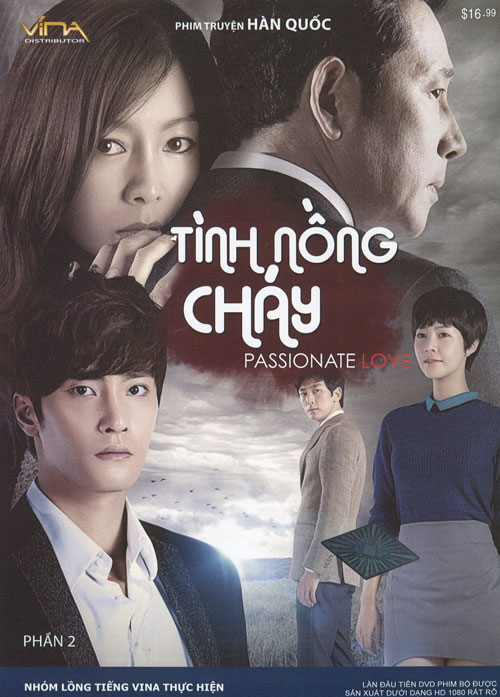 VINA
DISTRIBUTOR
PHIM TRUYỆN HÀN QUỐC
$16.99
TÌNH NỒNG
CHÁY
PASSIONATE LOVE
PHẦN 2
NHÓM LỒNG TIẾNG VINA THỰC HIỆN
LẦN ĐẦU TIÊN DVD PHIM BỘ ĐƯỢC
SẢN XUẤT DƯỚI DẠNG HD 1080 RẤT RÕ